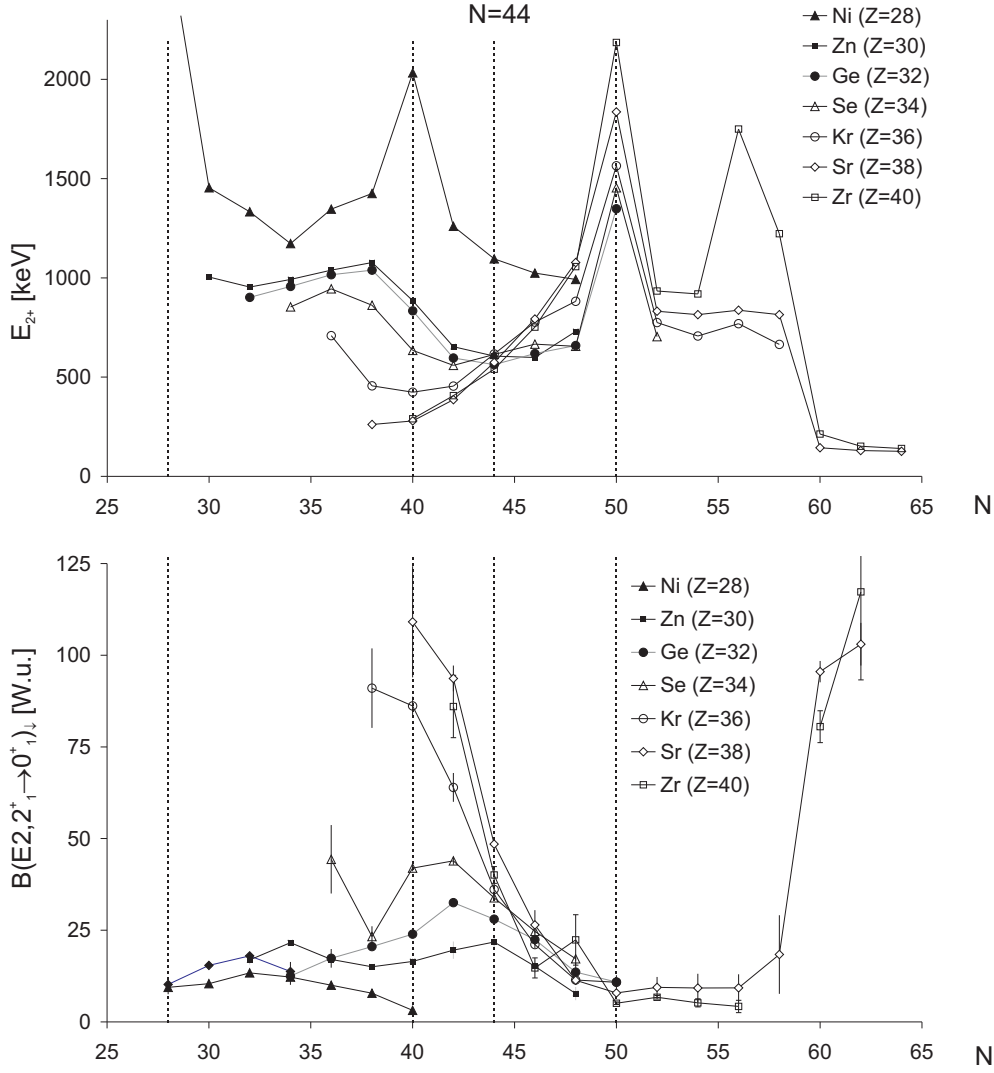 N=44
Ni (Z=28)
Zn (Z=30)
Ge (Z=32)
Se (Z=34)
Kr (Z=36)
Sr (Z=38)
Zr (Z=40)
E2+ [keV]
2000
1500
1000
500
0
25 30 35 40 45 50 55 60 65 N
B(E2,2+1→0+1)↓ [W.u.]
125
100
75
50
25
0
Ni (Z=28)
Zn (Z=30)
Ge (Z=32)
Se (Z=34)
Kr (Z=36)
Sr (Z=38)
Zr (Z=40)
25 30 35 40 45 50 55 60 65 N